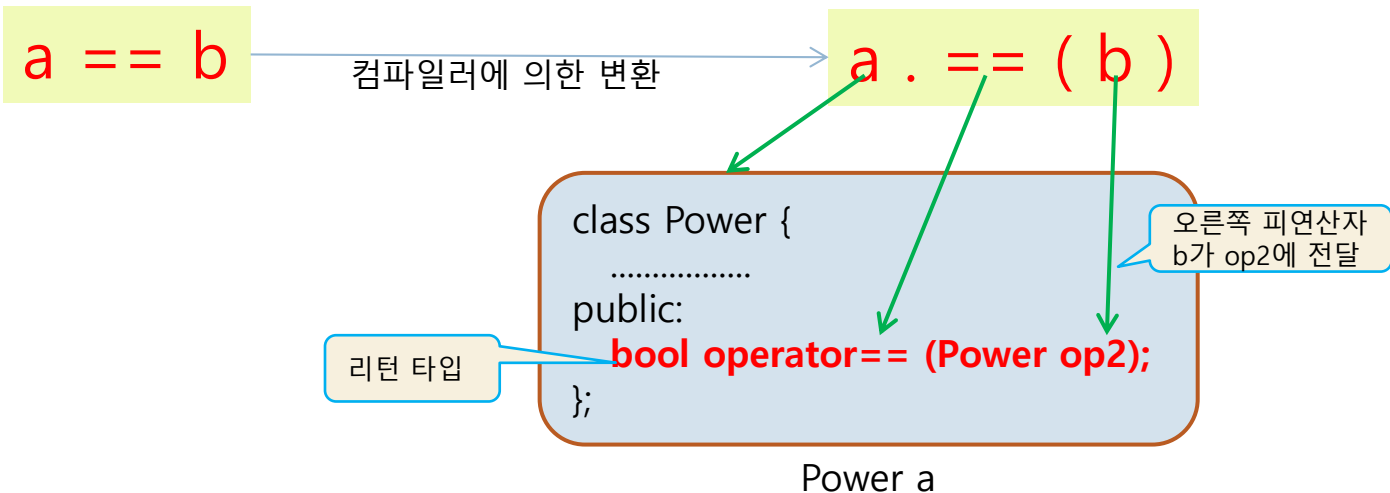 a == b
컴파일러에 의한 변환
a . == ( b )
class Power {
.................
public:
bool operator== (Power op2);
};
오른쪽 피연산자
b가 op2에 전달
리턴 타입
Power a